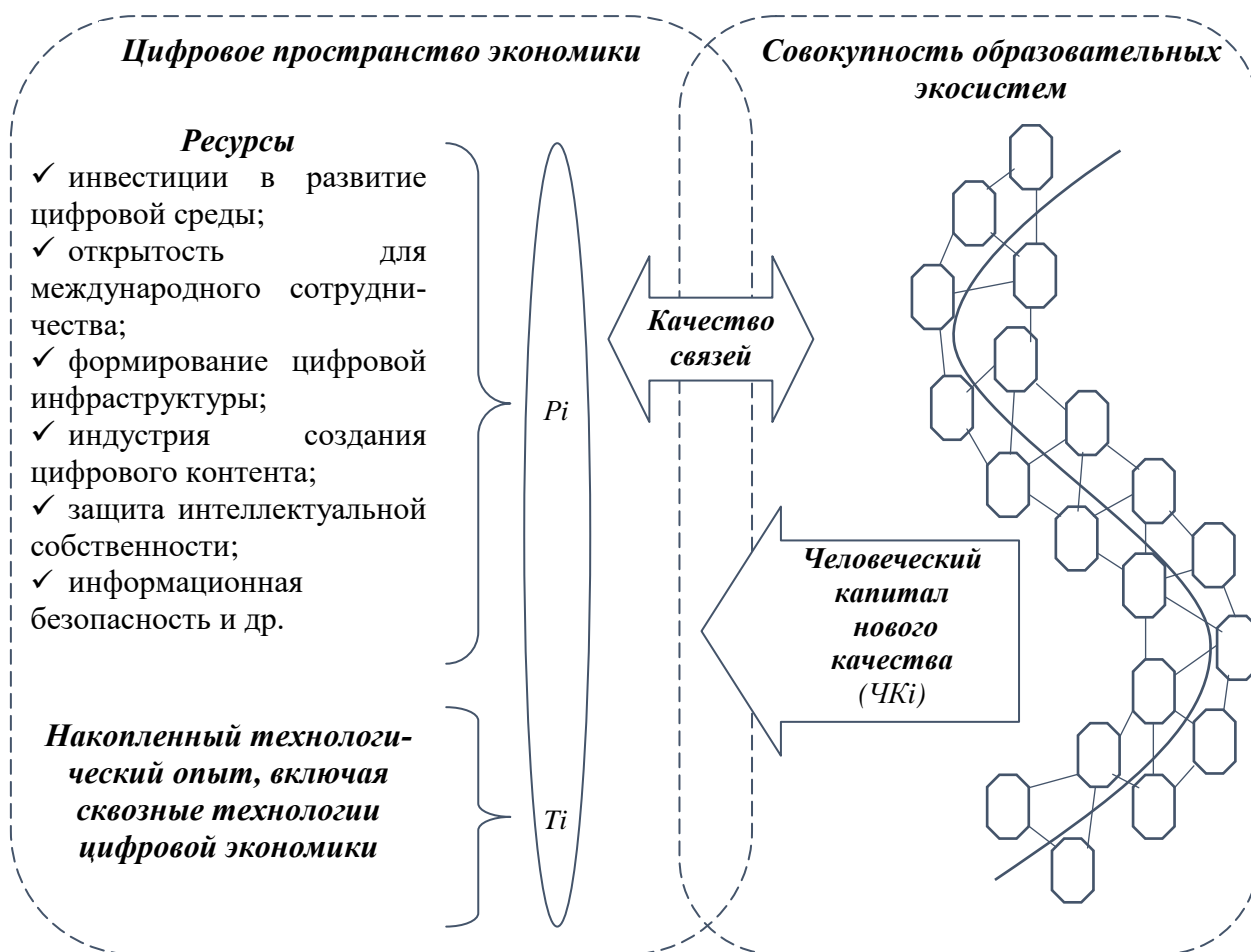 Цифровое пространство экономики
Совокупность образовательных
экосистем
Ресурсы
✓ инвестиции в развитие
цифровой среды;
✓ открытость для
международного сотрудни-
чества;
✓ формирование цифровой
инфраструктуры;
✓ индустрия создания
цифрового контента;
✓ защита интеллектуальной
собственности;
✓ информационная
безопасность и др.
Накопленный технологи-
ческий опыт, включая
сквозные технологии
цифровой экономики
Рi
Тi
Качество
связей
Человеческий
капитал
нового
качества
(ЧКi)